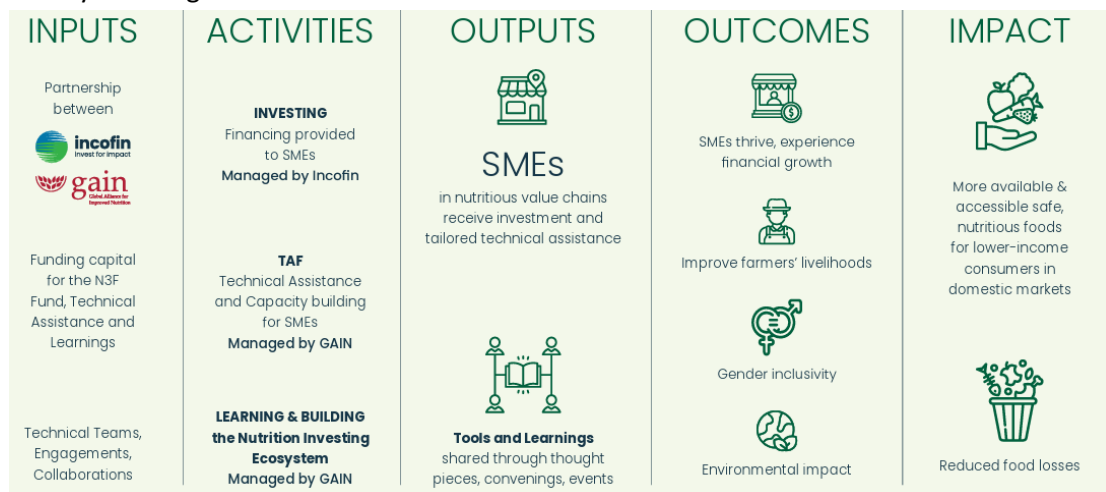 INPUTS
Partnership
between
incofin
invest for impact
gain
Global Alliance for
Improved Nutrition
Funding capital
for the N3F
Fund, Technical
Assistance and
Learnings
Technical Teams,
Engagements,
Collaborations
ACTIVITIES
INVESTING
Financing provided
to SMEs
Managed by Incofin
TAF
Technical Assistance
and Capacity building
for SMEs
Managed by GAIN
LEARNING & BUILDING
the Nutrition Investing
Ecosystem
Managed by GAIN
OUTPUTS
SMEs
in nutritious value chains
receive investment and
tailored technical assistance
Tools and Learnings
shared through thought
pieces, convenings, events
OUTCOMES
SMEs thrive, experience
financial growth
Improve farmers' livelihoods
Gender inclusivity
Environmental impact
IMPACT
More available &
accessible safe,
nutritious foods
for lower-income
consumers in
domestic markets
Reduced food losses